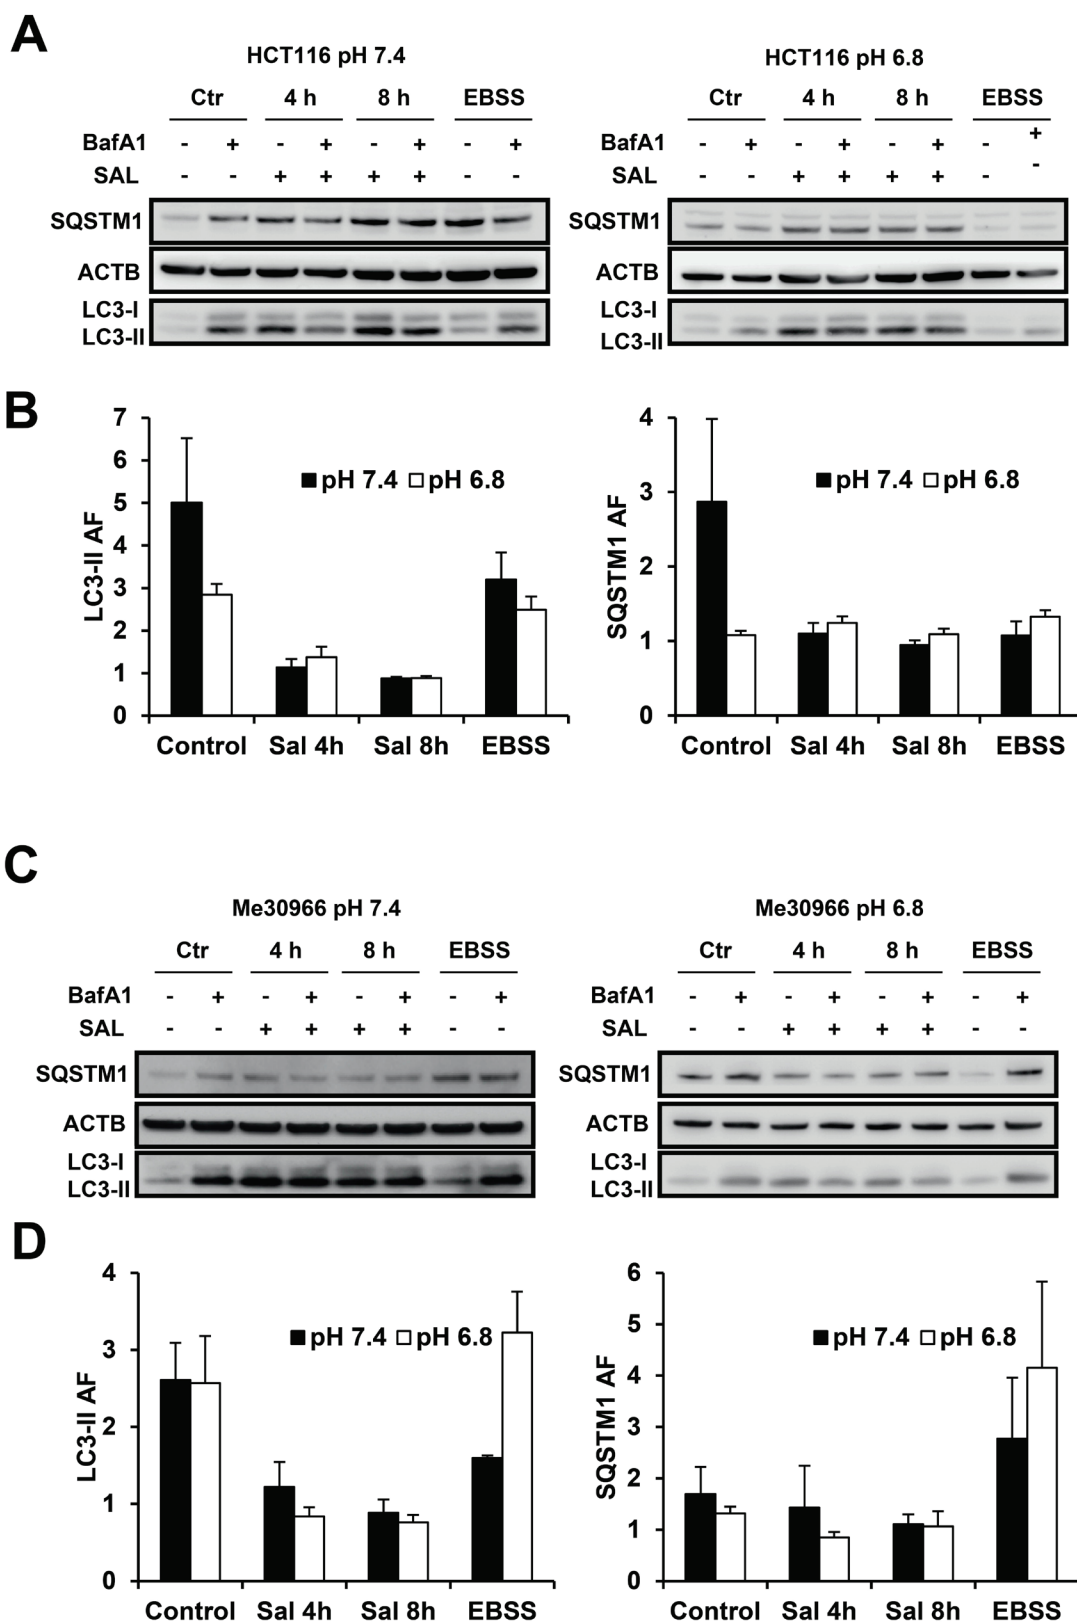 A
HCT116 pH 7.4
Ctr 4 h 8 h EBSS
BafA1 - + - + - + - +
SAL - - + + + + - -
SQSTM1
ACTB
LC3-I
LC3-II
HCT116 pH 6.8
Ctr 4 h 8 h EBSS
BafA1 - + - + - + - +
SAL - - + + + + - -
SQSTM1
ACTB
LC3-I
LC3-II
B
LC3-II AF
7
6
5
4
3
2
1
0
pH 7.4 pH 6.8
Control Sal 4h Sal 8h EBSS
SQSTM1 AF
4
3
2
1
0
pH 7.4 pH 6.8
Control Sal 4h Sal 8h EBSS
C
Me30966 pH 7.4
Ctr 4 h 8 h EBSS
BafA1 - + - + - + - +
SAL - - + + + + - -
SQSTM1
ACTB
LC3-I
LC3-II
Me30966 pH 6.8
Ctr 4 h 8 h EBSS
BafA1 - + - + - + - +
SAL - - + + + + - -
SQSTM1
ACTB
LC3-I
LC3-II
D
LC3-II AF
4
3
2
1
0
pH 7.4 pH 6.8
Control Sal 4h Sal 8h EBSS
SQSTM1 AF
6
5
4
3
2
1
0
pH 7.4 pH 6.8
Control Sal 4h Sal 8h EBSS